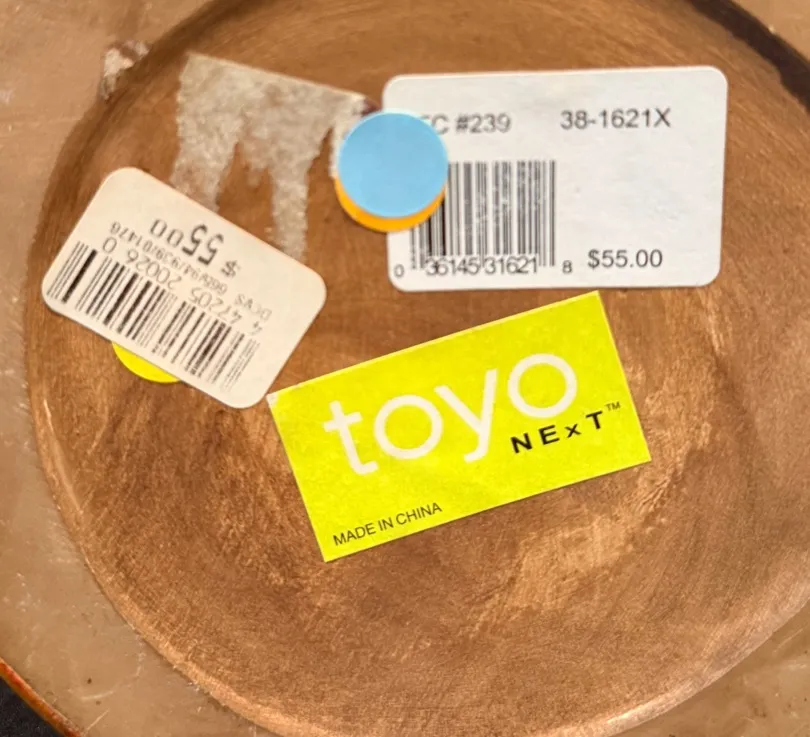 C #239 38-1621X
0 36145 31621 8 $55.00
$ 5500
4 47205 20026 0
toyo
NExT™
MADE IN CHINA